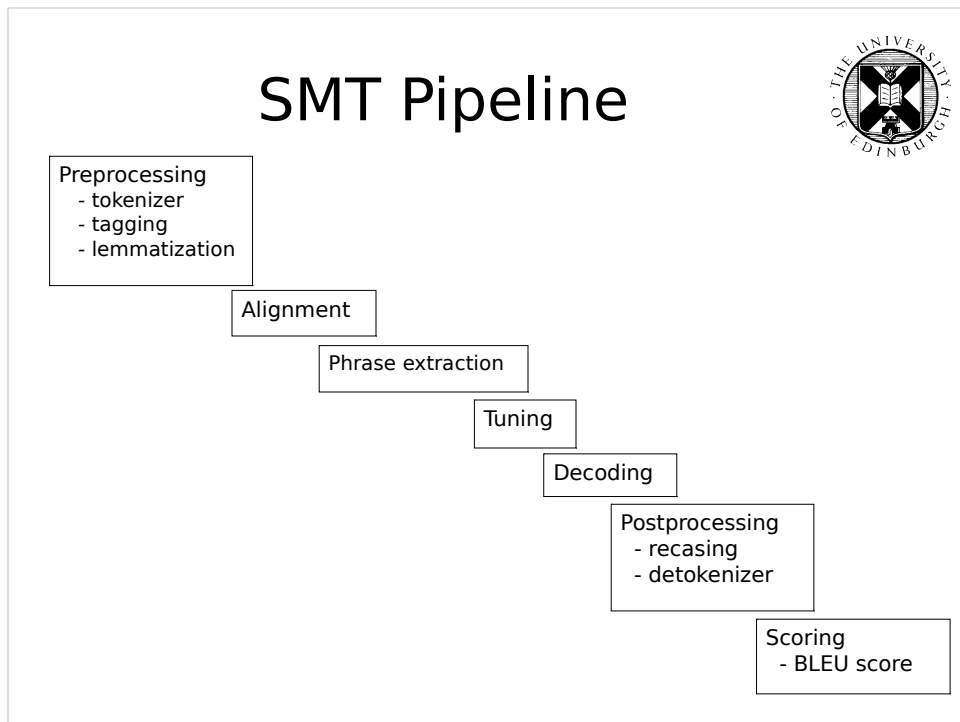 SMT Pipeline
THE UNIVERSITY
OF EDINBURGH
Preprocessing
- tokenizer
- tagging
- lemmatization
Alignment
Phrase extraction
Tuning
Decoding
Postprocessing
- recasing
- detokenizer
Scoring
- BLEU score